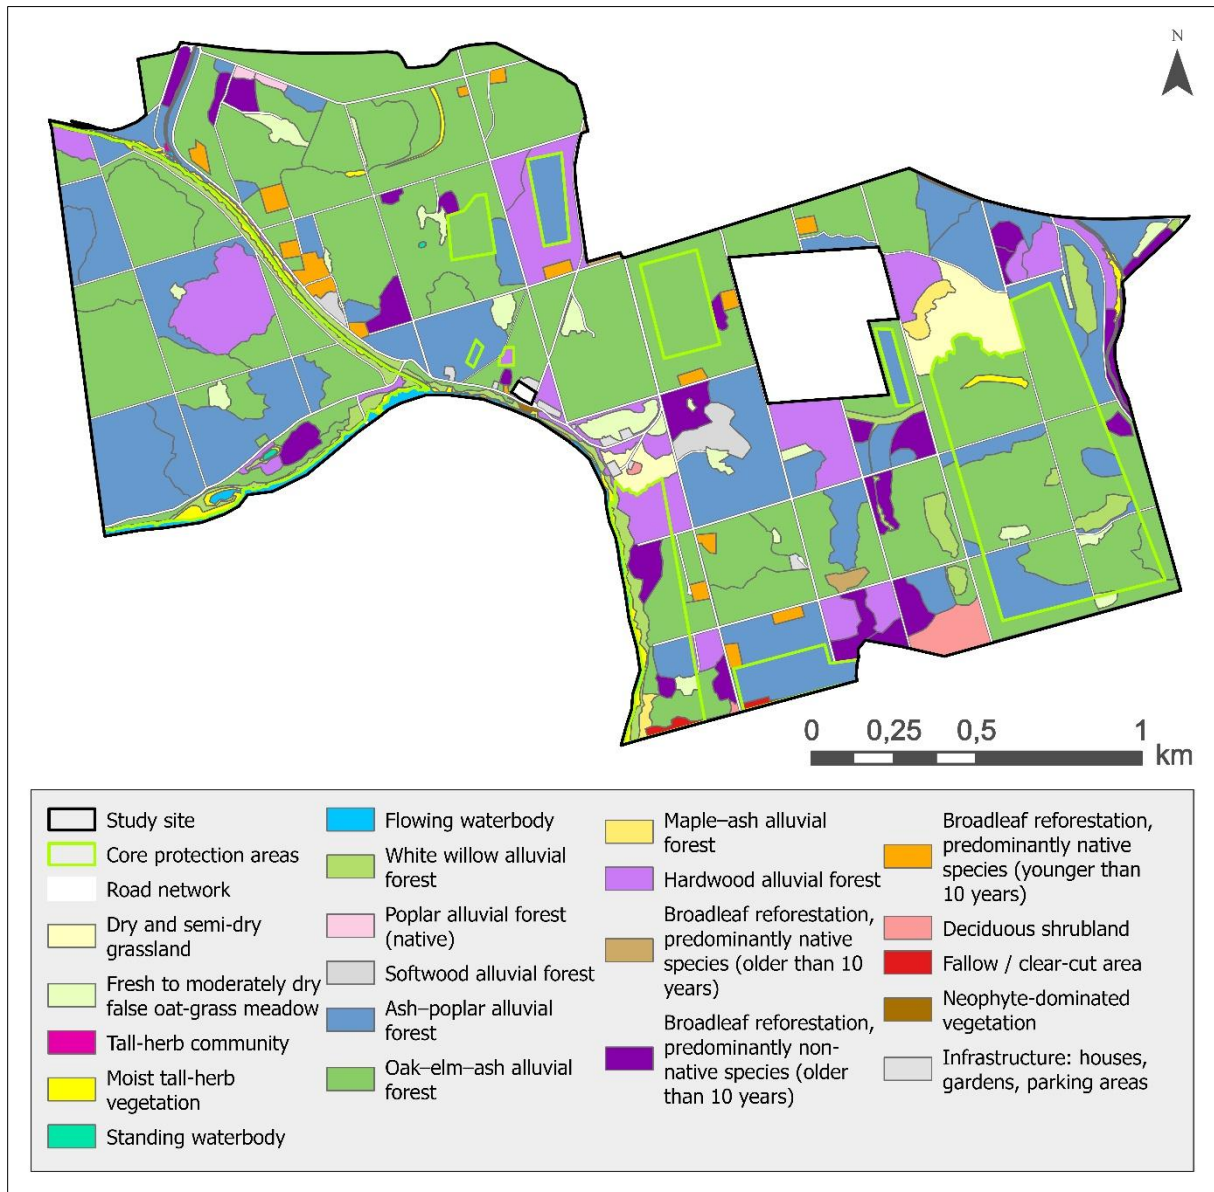 N
0 0,25 0,5 1
km
Study site
Core protection areas
Road network
Dry and semi-dry
grassland
Fresh to moderately dry
false oat-grass meadow
Tall-herb community
Moist tall-herb
vegetation
Standing waterbody
Flowing waterbody
White willow alluvial
forest
Poplar alluvial forest
(native)
Softwood alluvial forest
Ash–poplar alluvial
forest
Oak–elm–ash alluvial
forest
Maple–ash alluvial
forest
Hardwood alluvial forest
Broadleaf reforestation,
predominantly native
species (older than 10
years)
Broadleaf reforestation,
predominantly non-
native species (older
than 10 years)
Broadleaf reforestation,
predominantly native
species (younger than
10 years)
Deciduous shrubland
Fallow / clear-cut area
Neophyte-dominated
vegetation
Infrastructure: houses,
gardens, parking areas